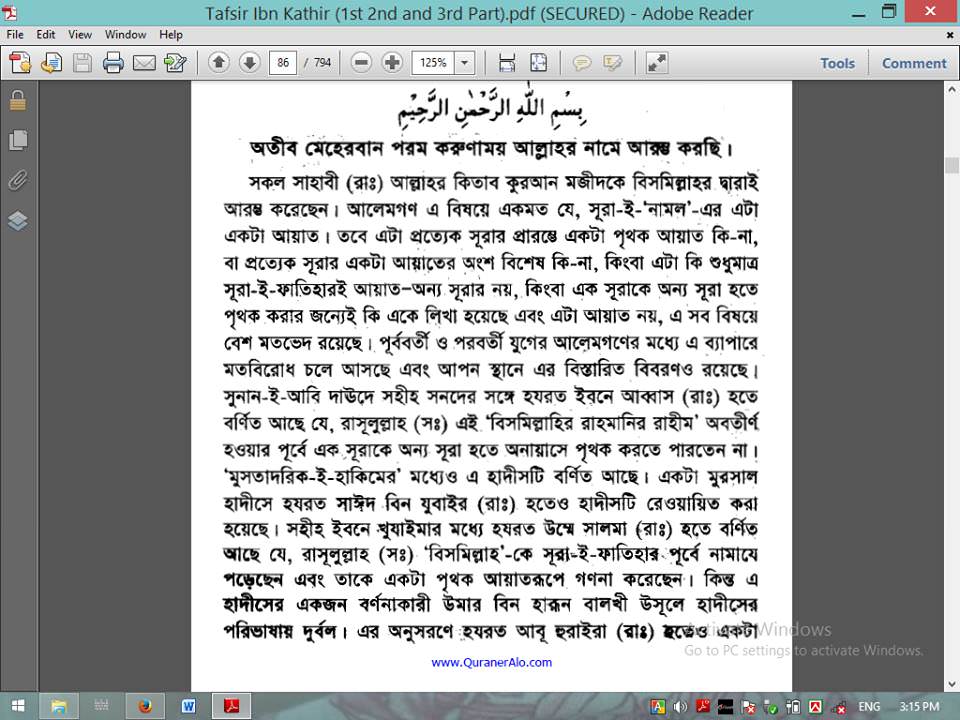 Tafsir Ibn Kathir (1st 2nd and 3rd Part).pdf (SECURED) - Adobe Reader
File Edit View Window Help
86 / 794 125% Tools Comment
بِسْمِ اللّٰهِ الرَّحْمٰنِ الرَّحِيْمِ
অতীব মেহেরবান পরম করুণাময় আল্লাহর নামে আরম্ভ করছি।
সকল সাহাবী (রাঃ) আল্লাহর কিতাব কুরআন মজীদকে বিসমিল্লাহর দ্বারাই
আরম্ভ করেছেন। আলেমগণ এ বিষয়ে একমত যে, সূরা-ই-‘নামল’-এর এটা
একটা আয়াত। তবে এটা প্রত্যেক সূরার প্রারম্ভে একটা পৃথক আয়াত কি-না,
বা প্রত্যেক সূরার একটা আয়াতের অংশ বিশেষ কি-না, কিংবা এটা কি শুধুমাত্র
সূরা-ই-ফাতিহারই আয়াত-অন্য সূরার নয়, কিংবা এক সূরাকে অন্য সূরা হতে
পৃথক করার জন্যেই কি একে লিখা হয়েছে এবং এটা আয়াত নয়, এ সব বিষয়ে
বেশ মতভেদ রয়েছে। পূর্ববর্তী ও পরবর্তী যুগের আলেমগণের মধ্যে এ ব্যাপারে
মতবিরোধ চলে আসছে এবং আপন স্থানে এর বিস্তারিত বিবরণও রয়েছে।
সুনান-ই-আবি দাঊদে সহীহ সনদের সঙ্গে হযরত ইবনে আব্বাস (রাঃ) হতে
বর্ণিত আছে যে, রাসূলুল্লাহ (সঃ) এই ‘বিসমিল্লাহির রাহমানির রাহীম’ অবতীর্ণ
হওয়ার পূর্বে এক সূরাকে অন্য সূরা হতে অনায়াসে পৃথক করতে পারতেন না।
‘মুসতাদরিক-ই-হাকিমের’ মধ্যেও এ হাদীসটি বর্ণিত আছে। একটা মুরসাল
হাদীসে হযরত সাঈদ বিন যুবাইর (রাঃ) হতেও হাদীসটি রেওয়ায়িত করা
হয়েছে। সহীহ ইবনে খুযাইমার মধ্যে হযরত উম্মে সালমা (রাঃ) হতে বর্ণিত
আছে যে, রাসূলুল্লাহ (সঃ) ‘বিসমিল্লাহ’-কে সূরা-ই-ফাতিহার পূর্বে নামাযে
পড়েছেন এবং তাকে একটা পৃথক আয়াতরূপে গণনা করেছেন। কিন্তু এ
হাদীসের একজন বর্ণনাকারী উমার বিন হারূন বালখী উসূলে হাদীসের
পরিভাষায় দুর্বল। এর অনুসরণে হযরত আবূ হুরাইরা (রাঃ) হতেও একটা
Activate Windows
Go to PC settings to activate Windows.
www.QuranerAlo.com
ENG 3:15 PM